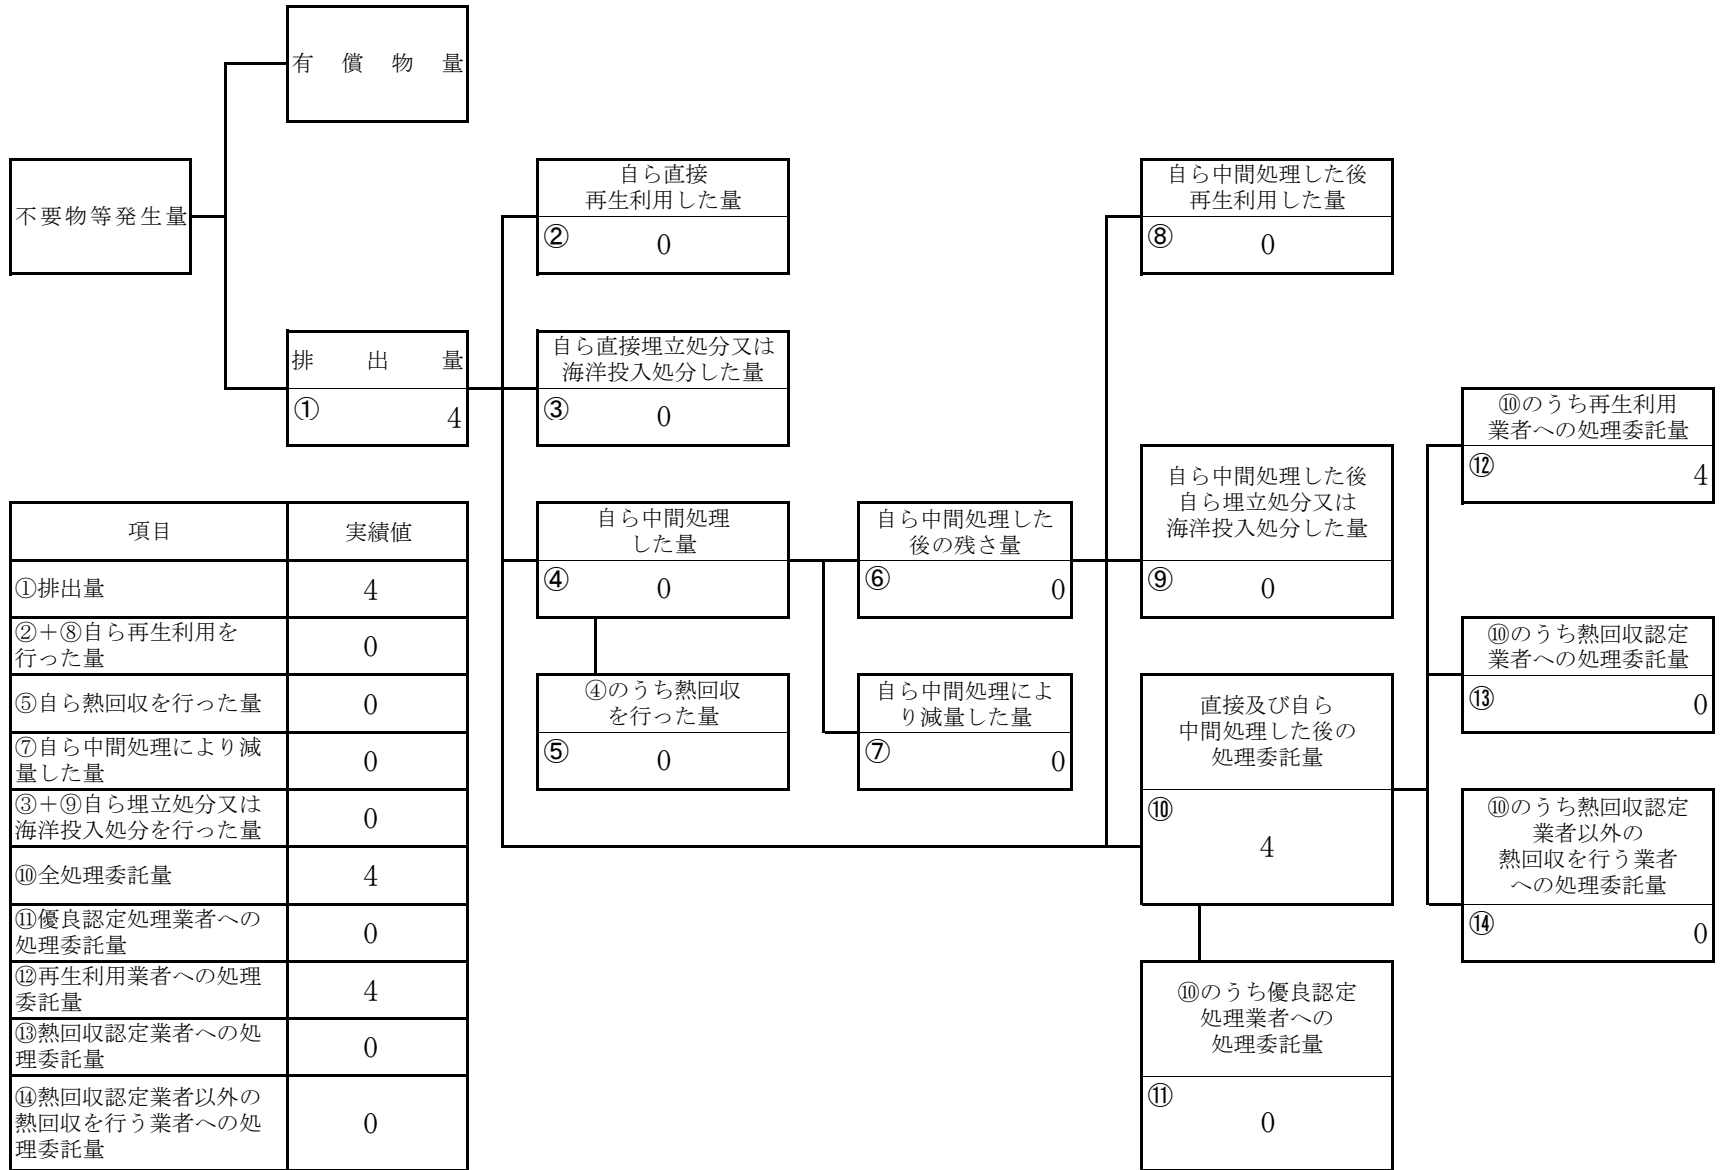 有償物量
不要物等発生量
排出量
①
4
自ら直接
再生利用した量
②
0
自ら直接埋立処分又は
海洋投入処分した量
③
0
自ら中間処理
した量
④
0
④のうち熱回収
を行った量
⑤
0
自ら中間処理した
後の残さ量
⑥
0
自ら中間処理によ
り減量した量
⑦
0
自ら中間処理した後
再生利用した量
⑧
0
自ら中間処理した後
自ら埋立処分又は
海洋投入処分した量
⑨
0
直接及び自ら
中間処理した後の
処理委託量
⑩
4
⑩のうち優良認定
処理業者への
処理委託量
⑪
0
⑩のうち再生利用
業者への処理委託量
⑫
4
⑩のうち熱回収認定
業者への処理委託量
⑬
0
⑩のうち熱回収認定
業者以外の
熱回収を行う業者
への処理委託量
⑭
0
項目 実績値
①排出量 4
②+⑧自ら再生利用を
行った量 0
⑤自ら熱回収を行った量 0
⑦自ら中間処理により減
量した量 0
③+⑨自ら埋立処分又は
海洋投入処分を行った量 0
⑩全処理委託量 4
⑪優良認定処理業者への
処理委託量 0
⑫再生利用業者への処理
委託量 4
⑬熱回収認定業者への処
理委託量 0
⑭熱回収認定業者以外の
熱回収を行う業者への処 0
理委託量